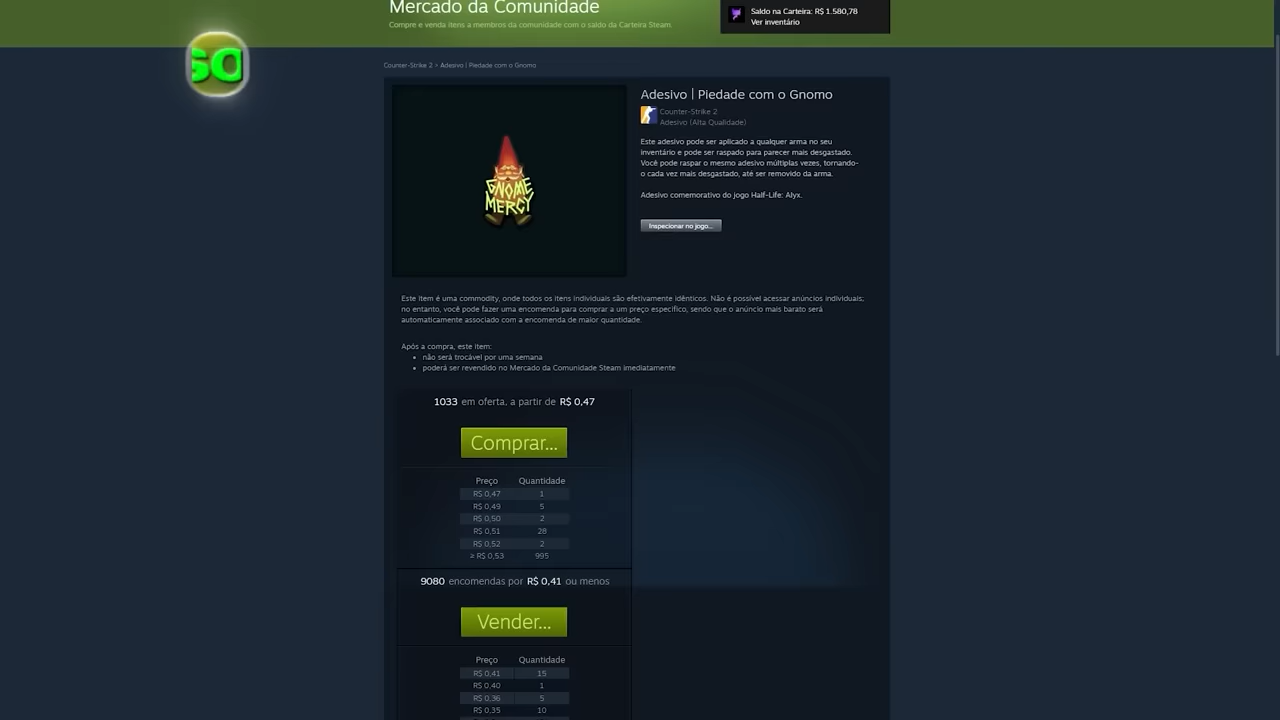 Mercado da Comunidade
Compre e venda itens a membros da comunidade com o saldo da Carteira Steam.
Saldo na Carteira: R$ 1.580,78
Ver inventário
Counter-Strike 2 > Adesivo | Piedade com o Gnomo
GNOME
MERCY
Adesivo | Piedade com o Gnomo
Counter-Strike 2
Adesivo (Alta Qualidade)
Este adesivo pode ser aplicado a qualquer arma no seu
inventário e pode ser raspado para parecer mais desgastado.
Você pode raspar o mesmo adesivo múltiplas vezes, tornando-
o cada vez mais desgastado, até ser removido da arma.
Adesivo comemorativo do jogo Half-Life: Alyx.
Inspecionar no jogo...
Este item é uma commodity, onde todos os itens individuais são efetivamente idênticos. Não é possível acessar anúncios individuais;
no entanto, você pode fazer uma encomenda para comprar a um preço específico, sendo que o anúncio mais barato será
automaticamente associado com a encomenda de maior quantidade.
Após a compra, este item:
• não será trocável por uma semana
• poderá ser revendido no Mercado da Comunidade Steam imediatamente
1033 em oferta, a partir de R$ 0,47
Comprar...
Preço Quantidade
R$ 0,47 1
R$ 0,49 5
R$ 0,50 2
R$ 0,51 28
R$ 0,52 2
≥ R$ 0,53 995
9080 encomendas por R$ 0,41 ou menos
Vender...
Preço Quantidade
R$ 0,41 15
R$ 0,40 1
R$ 0,36 5
R$ 0,35 10